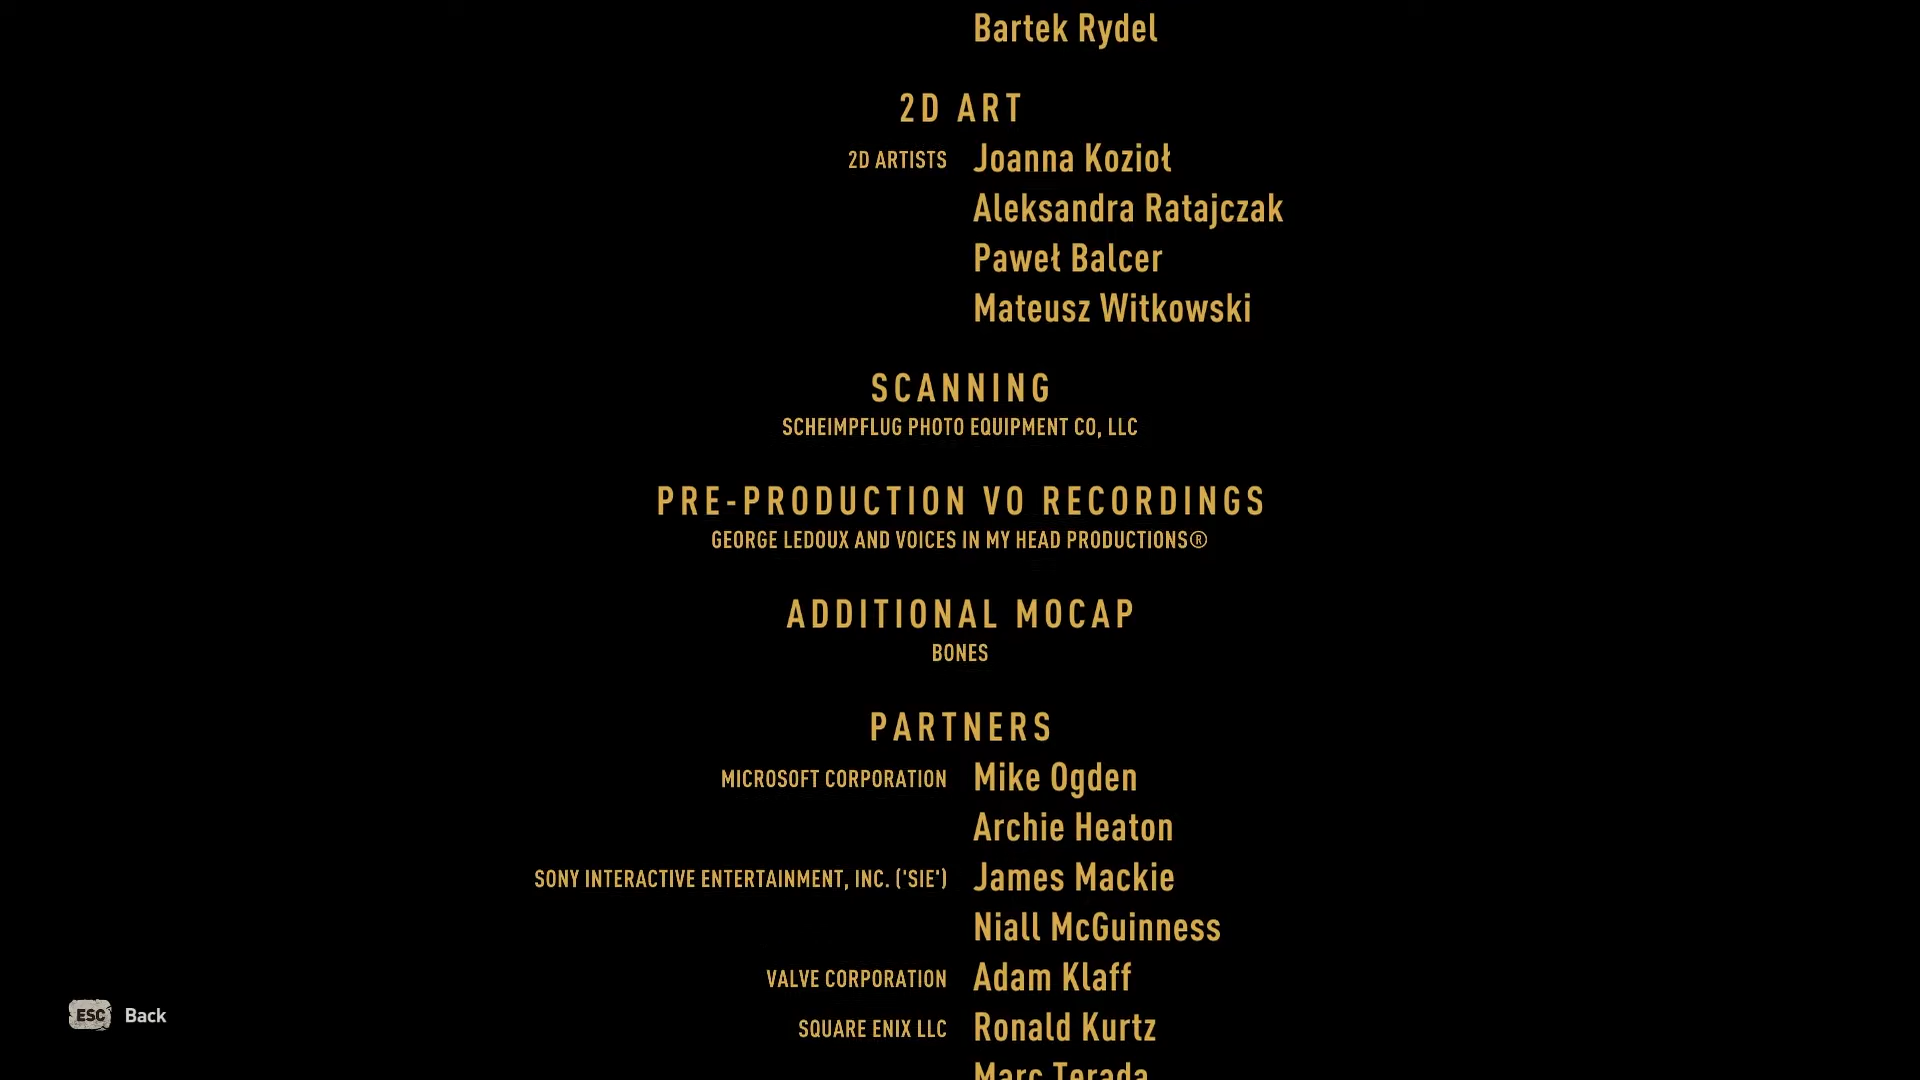 Bartek Rydel
2D ART
2D ARTISTS Joanna Kozioł
Aleksandra Ratajczak
Paweł Balcer
Mateusz Witkowski
SCANNING
SCHEIMPFLUG PHOTO EQUIPMENT CO, LLC
PRE-PRODUCTION VO RECORDINGS
GEORGE LEDOUX AND VOICES IN MY HEAD PRODUCTIONS®
ADDITIONAL MOCAP
BONES
PARTNERS
MICROSOFT CORPORATION Mike Ogden
Archie Heaton
SONY INTERACTIVE ENTERTAINMENT, INC. ('SIE') James Mackie
Niall McGuinness
VALVE CORPORATION Adam Klaff
SQUARE ENIX LLC Ronald Kurtz
Marc Terada
ESC Back